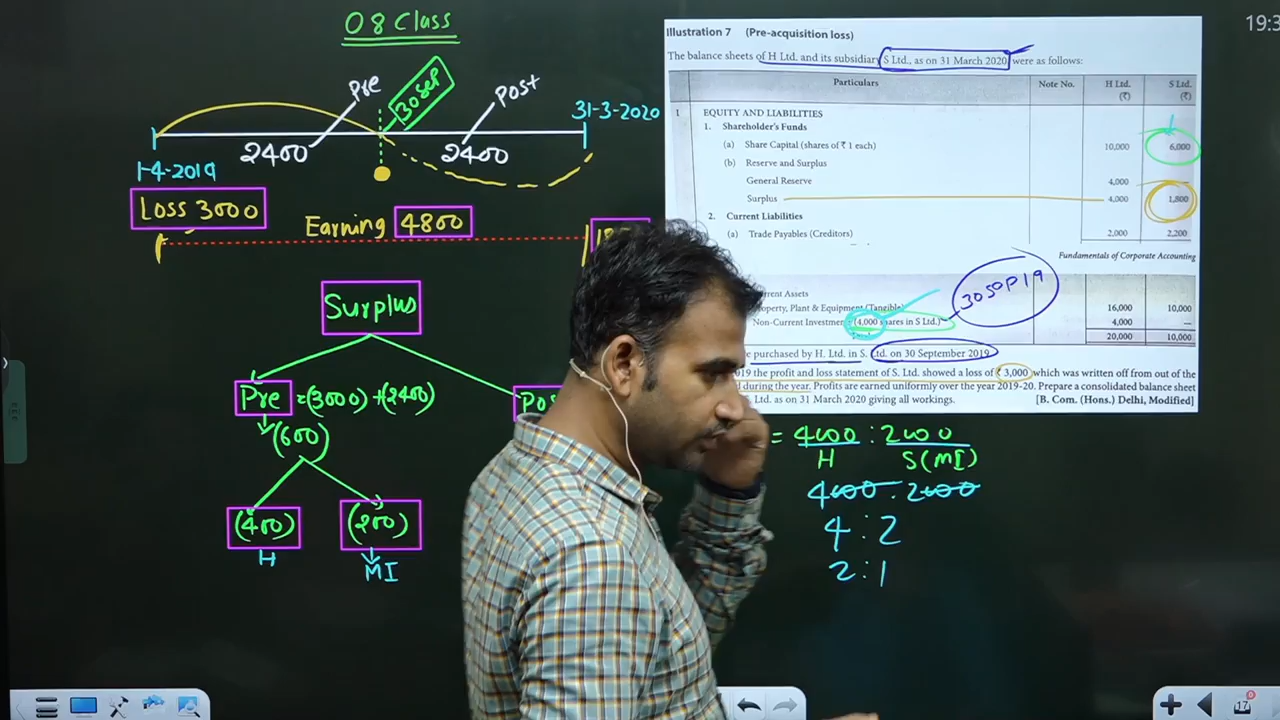 08 Class
19:3
Pre
30 Sep
Post
31-3-2020
2400
2400
1-4-2019
Loss 3000
Earning 4800
Surplus
Pre = (3000) + (2400)
Pos
(600)
(400)
(200)
H
MI
Illustration 7 (Pre-acquisition loss)
The balance sheets of H Ltd. and its subsidiary S Ltd., as on 31 March 2020 were as follows:
Particulars Note No. H Ltd. (₹) S Ltd. (₹)
1 EQUITY AND LIABILITIES
1. Shareholder's Funds
(a) Share Capital (shares of ₹ 1 each) 10,000 6,000
(b) Reserve and Surplus
General Reserve 4,000
Surplus 4,000 1,800
2. Current Liabilities
(a) Trade Payables (Creditors) 2,000 2,200
Fundamentals of Corporate Accounting
30 Sep 19
rrent Assets
roperty, Plant & Equipment (Tangible) 16,000 10,000
Non-Current Investment (4,000 shares in S Ltd.) 4,000 —
20,000 10,000
e purchased by H. Ltd. in S. Ltd. on 30 September 2019
019 the profit and loss statement of S. Ltd. showed a loss of ₹ 3,000 which was written off from out of the
d during the year. Profits are earned uniformly over the year 2019-20. Prepare a consolidated balance sheet
Ltd. as on 31 March 2020 giving all workings. [B. Com. (Hons.) Delhi, Modified]
= 4000 : 2000
H S(MI)
4000 : 2000
4 : 2
2 : 1
17